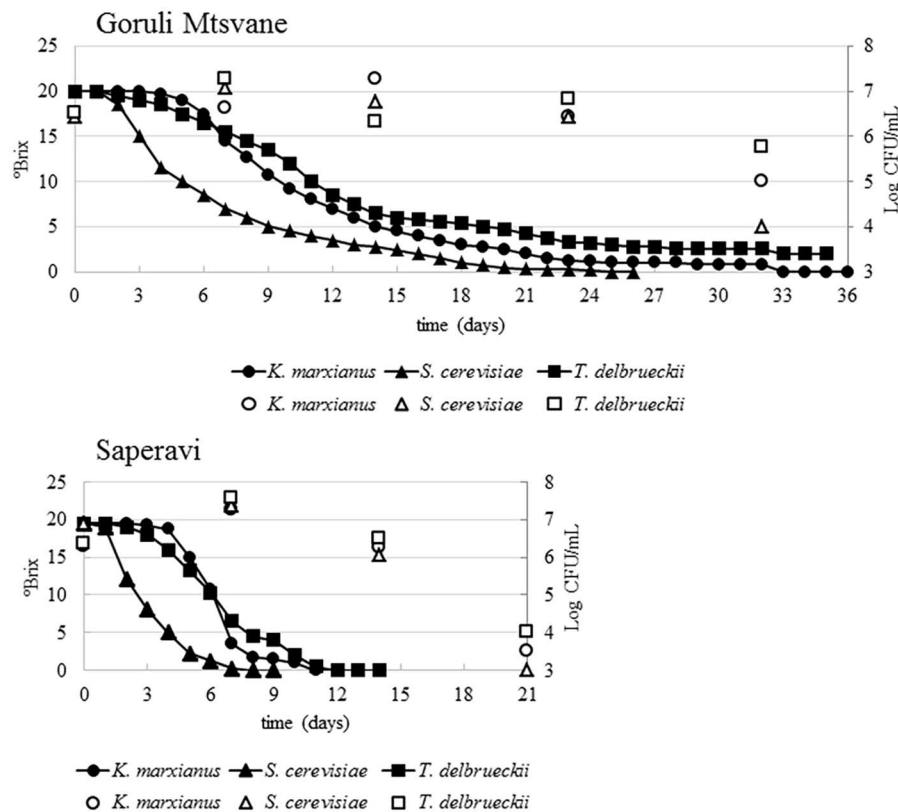 Goruli Mtsvane
25 8
20 7
15 6
10 5
5 4
0 3
ºBrix
Log CFU/mL
0 3 6 9 12 15 18 21 24 27 30 33 36
time (days)
K. marxianus S. cerevisiae T. delbrueckii
K. marxianus S. cerevisiae T. delbrueckii
Saperavi
25 8
20 7
15 6
10 5
5 4
0 3
ºBrix
Log CFU/mL
0 3 6 9 12 15 18 21
time (days)
K. marxianus S. cerevisiae T. delbrueckii
K. marxianus S. cerevisiae T. delbrueckii